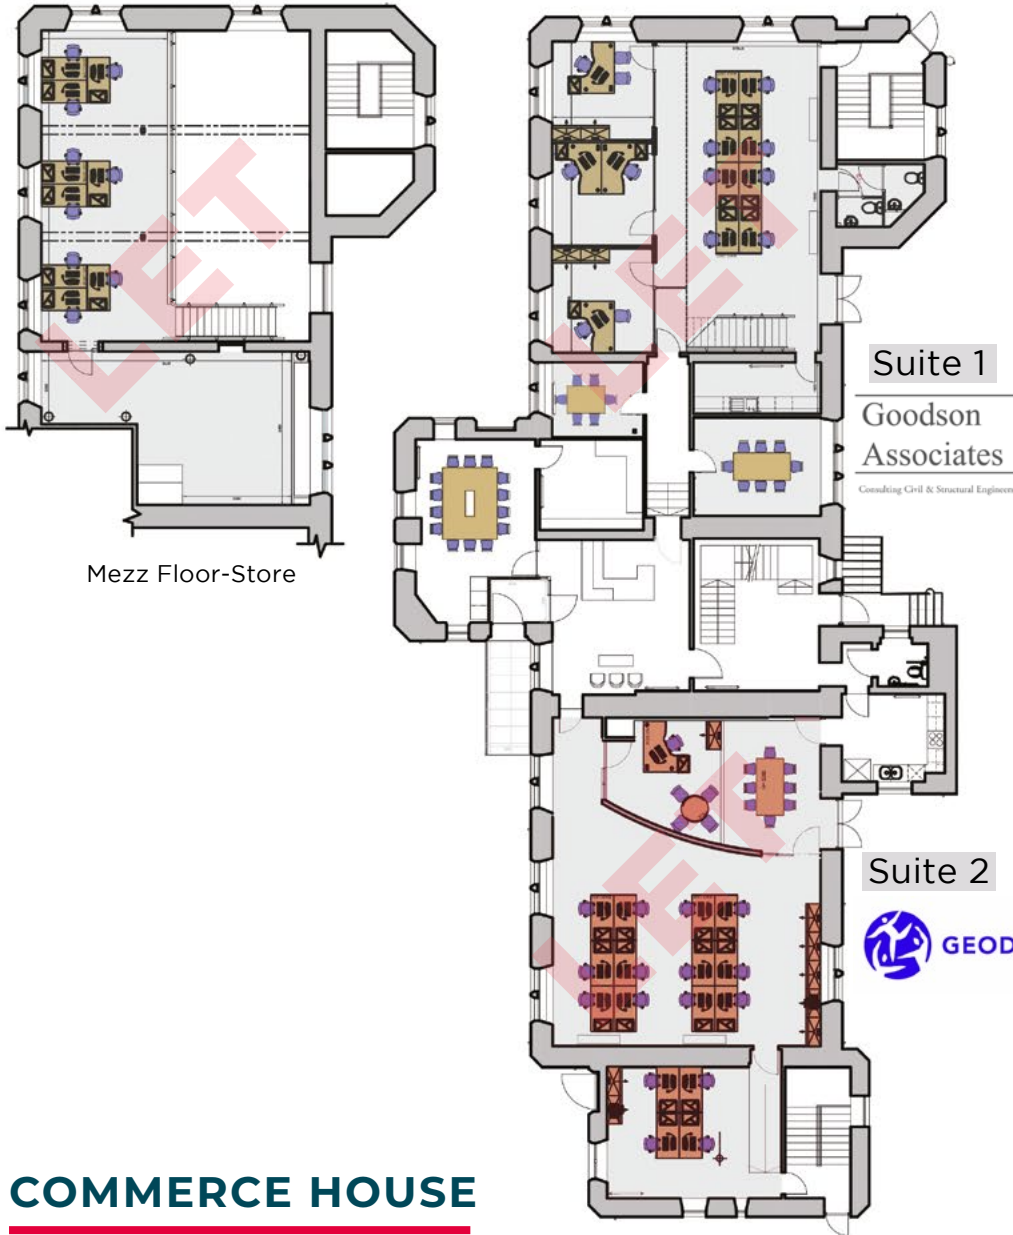 LET
LET
Suite 1
Goodson
Associates
Consulting Civil & Structural Engineers
Mezz Floor-Store
LET
Suite 2
GEOD
COMMERCE HOUSE